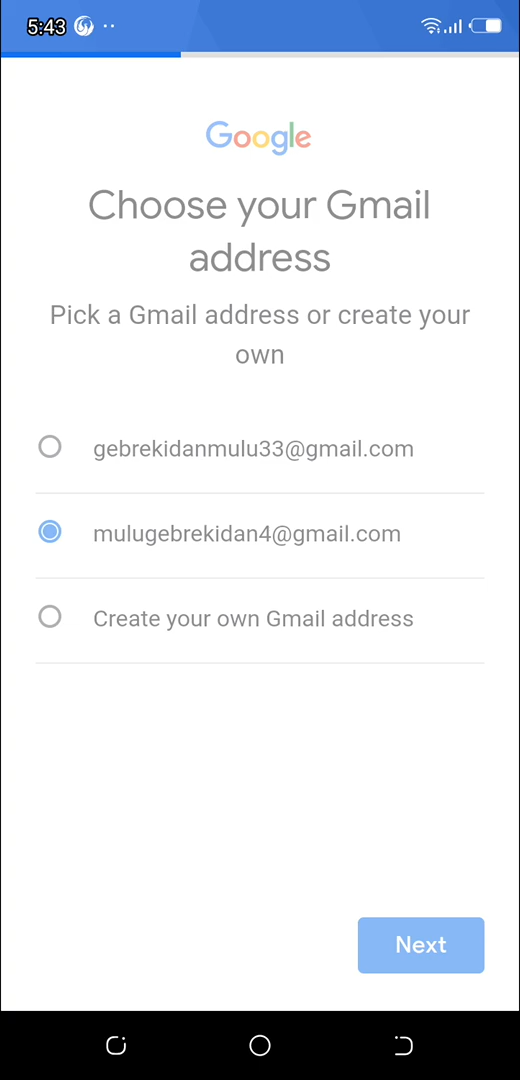 5:43
Google
Choose your Gmail
address
Pick a Gmail address or create your
own
gebrekidanmulu33@gmail.com
mulugebrekidan4@gmail.com
Create your own Gmail address
Next